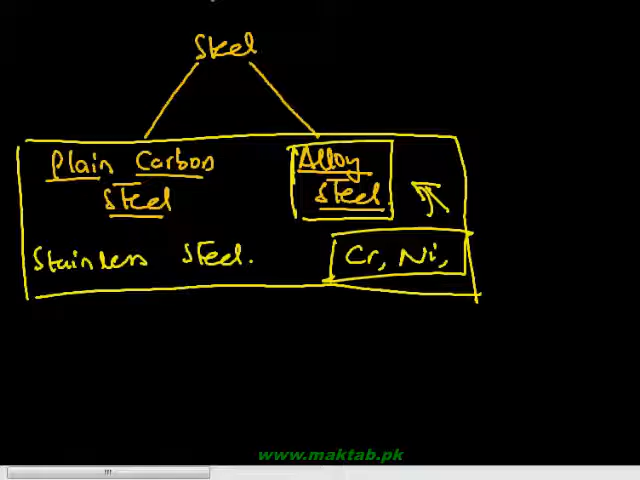 Steel
Plain Carbon
Steel
Alloy
Steel
Stainless Steel.
Cr, Ni,
www.maktab.pk